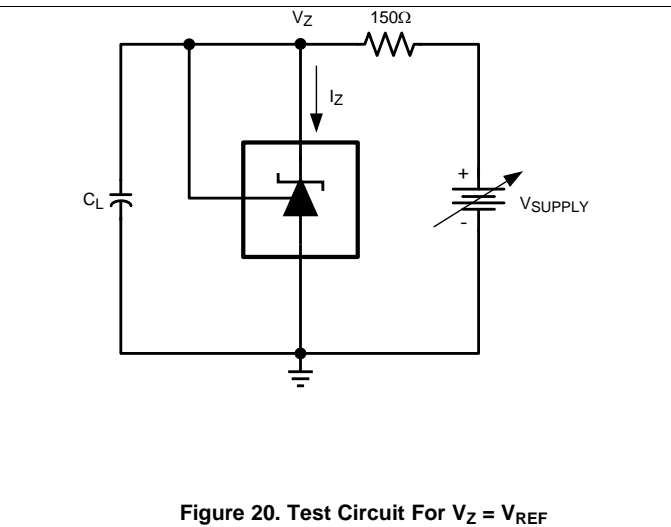 VZ 150Ω
IZ
CL
+
VSUPPLY
-
Figure 20. Test Circuit For VZ = VREF